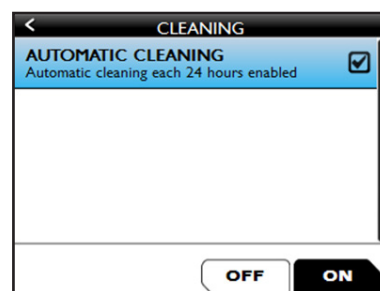 < CLEANING
AUTOMATIC CLEANING
Automatic cleaning each 24 hours enabled
OFF ON